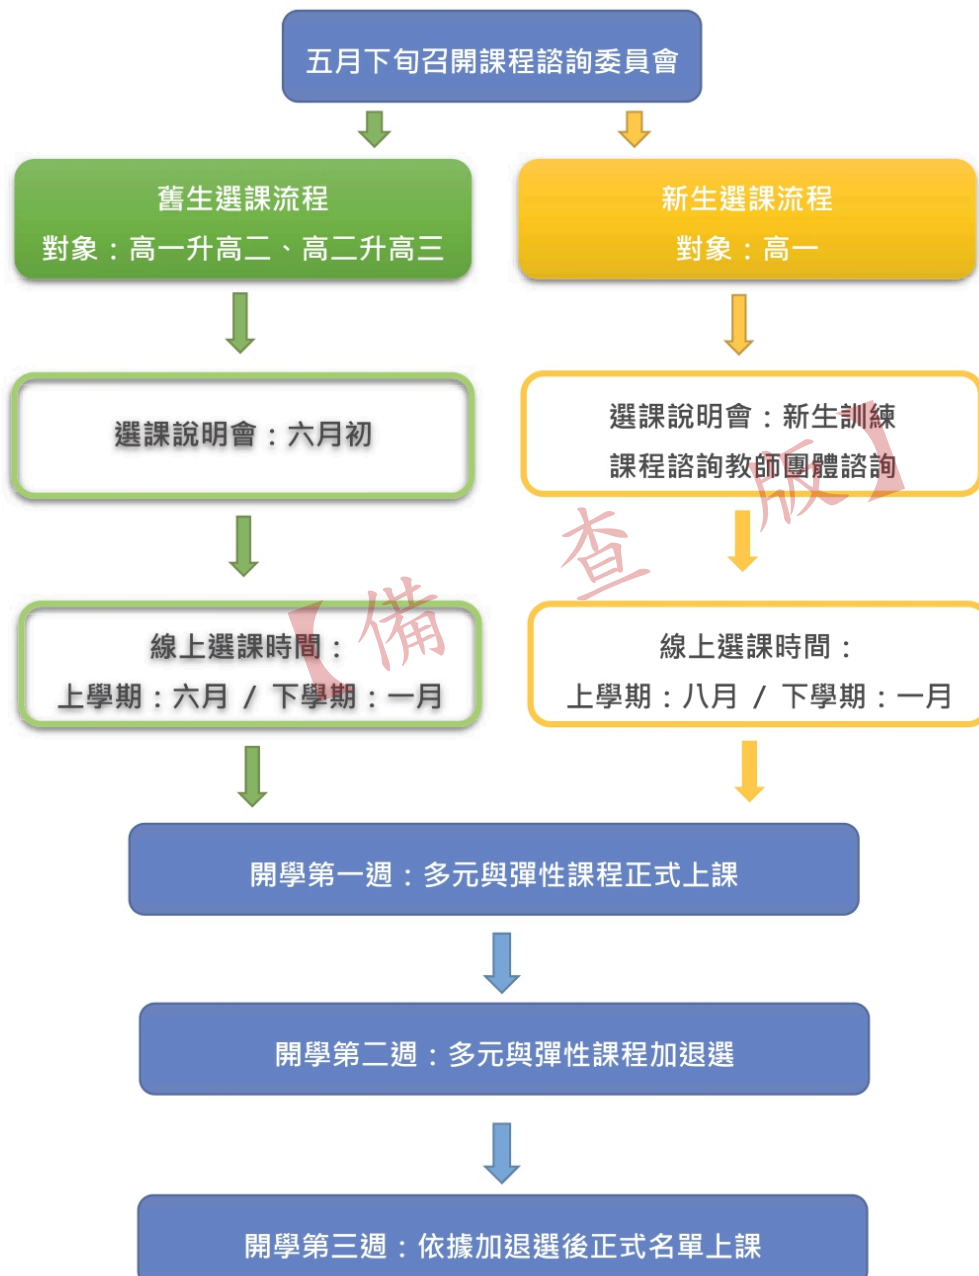 五月下旬召開課程諮詢委員會
舊生選課流程
對象：高一升高二、高二升高三
新生選課流程
對象：高一
選課說明會：六月初
選課說明會：新生訓練
課程諮詢教師團體諮詢
線上選課時間：
上學期：六月 / 下學期：一月
線上選課時間：
上學期：八月 / 下學期：一月
【備查版】
開學第一週：多元與彈性課程正式上課
開學第二週：多元與彈性課程加退選
開學第三週：依據加退選後正式名單上課